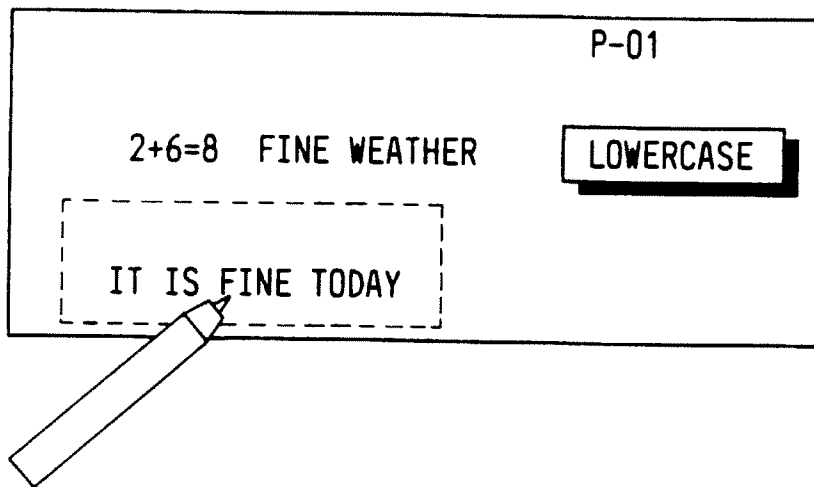 P-01
2+6=8 FINE WEATHER
LOWERCASE
IT IS FINE TODAY